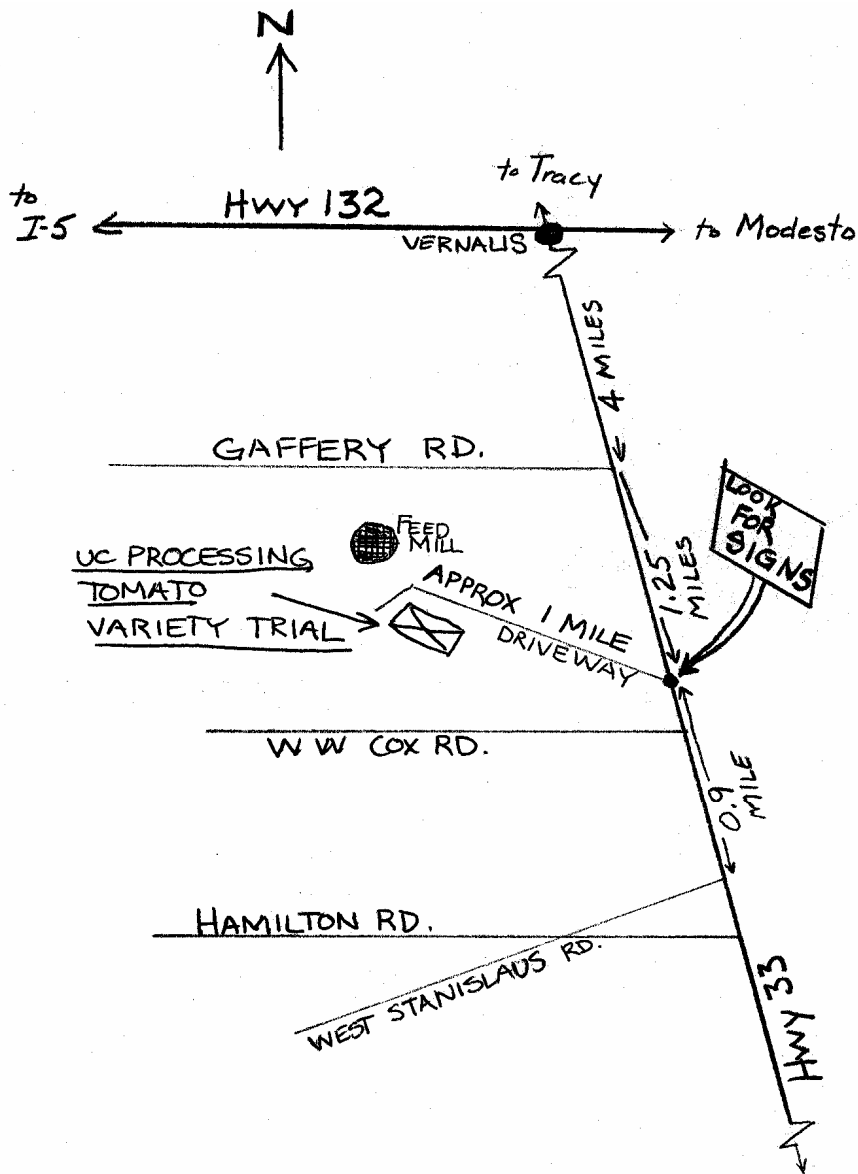 N
to Tracy
to
I-5
HWY 132
VERNALIS
to Modesto
4 MILES
GAFFERY RD.
LOOK
FOR
SIGNS
FEED
MILL
1.25
MILES
UC PROCESSING
TOMATO
VARIETY TRIAL
APPROX 1 MILE
DRIVEWAY
W W COX RD.
0.9
MILE
HAMILTON RD.
WEST STANISLAUS RD.
HWY 33